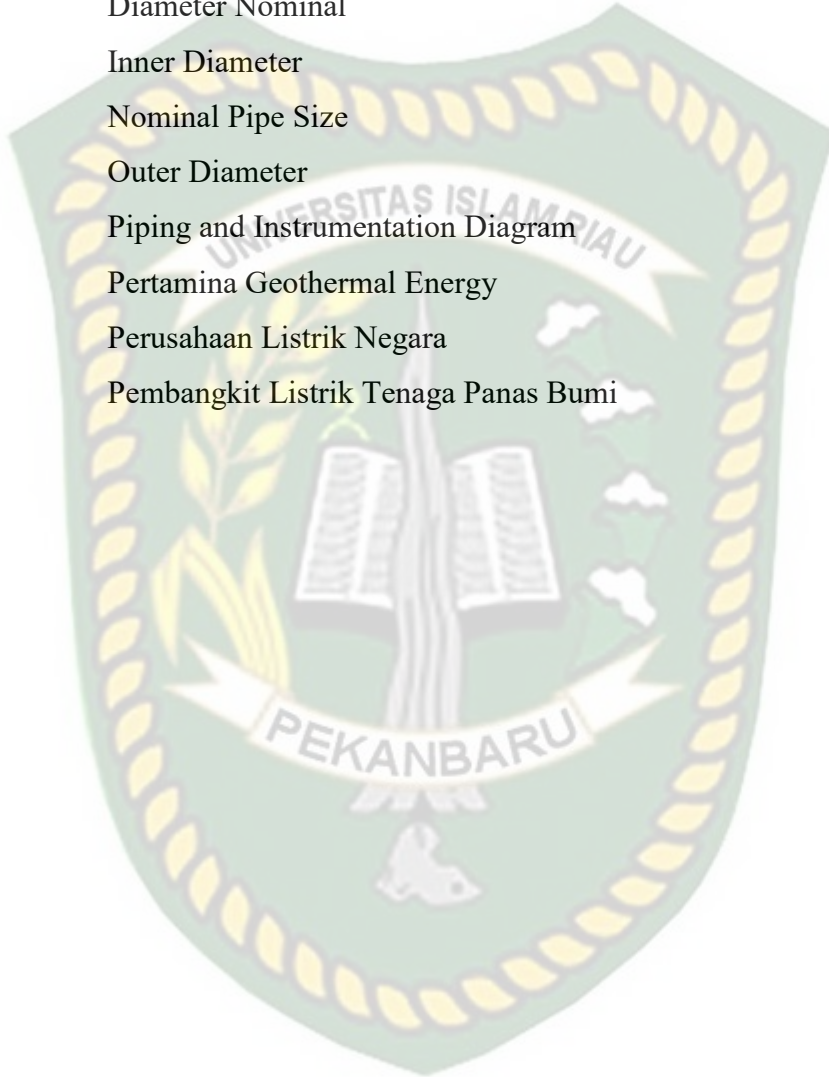 Diameter Nominal
Inner Diameter
Nominal Pipe Size
Outer Diameter
UNIVERSITAS ISLAM RIAU
Piping and Instrumentation Diagram
Pertamina Geothermal Energy
Perusahaan Listrik Negara
Pembangkit Listrik Tenaga Panas Bumi
PEKANBARU